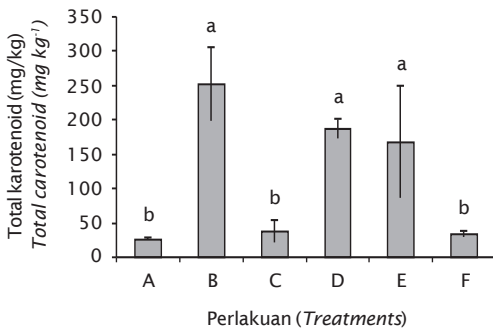 Total karotenoid (mg/kg)
Total carotenoid (mg kg-1)
350
300
250
200
150
100
50
0
b
a
b
a
a
b
A B C D E F
Perlakuan (Treatments)